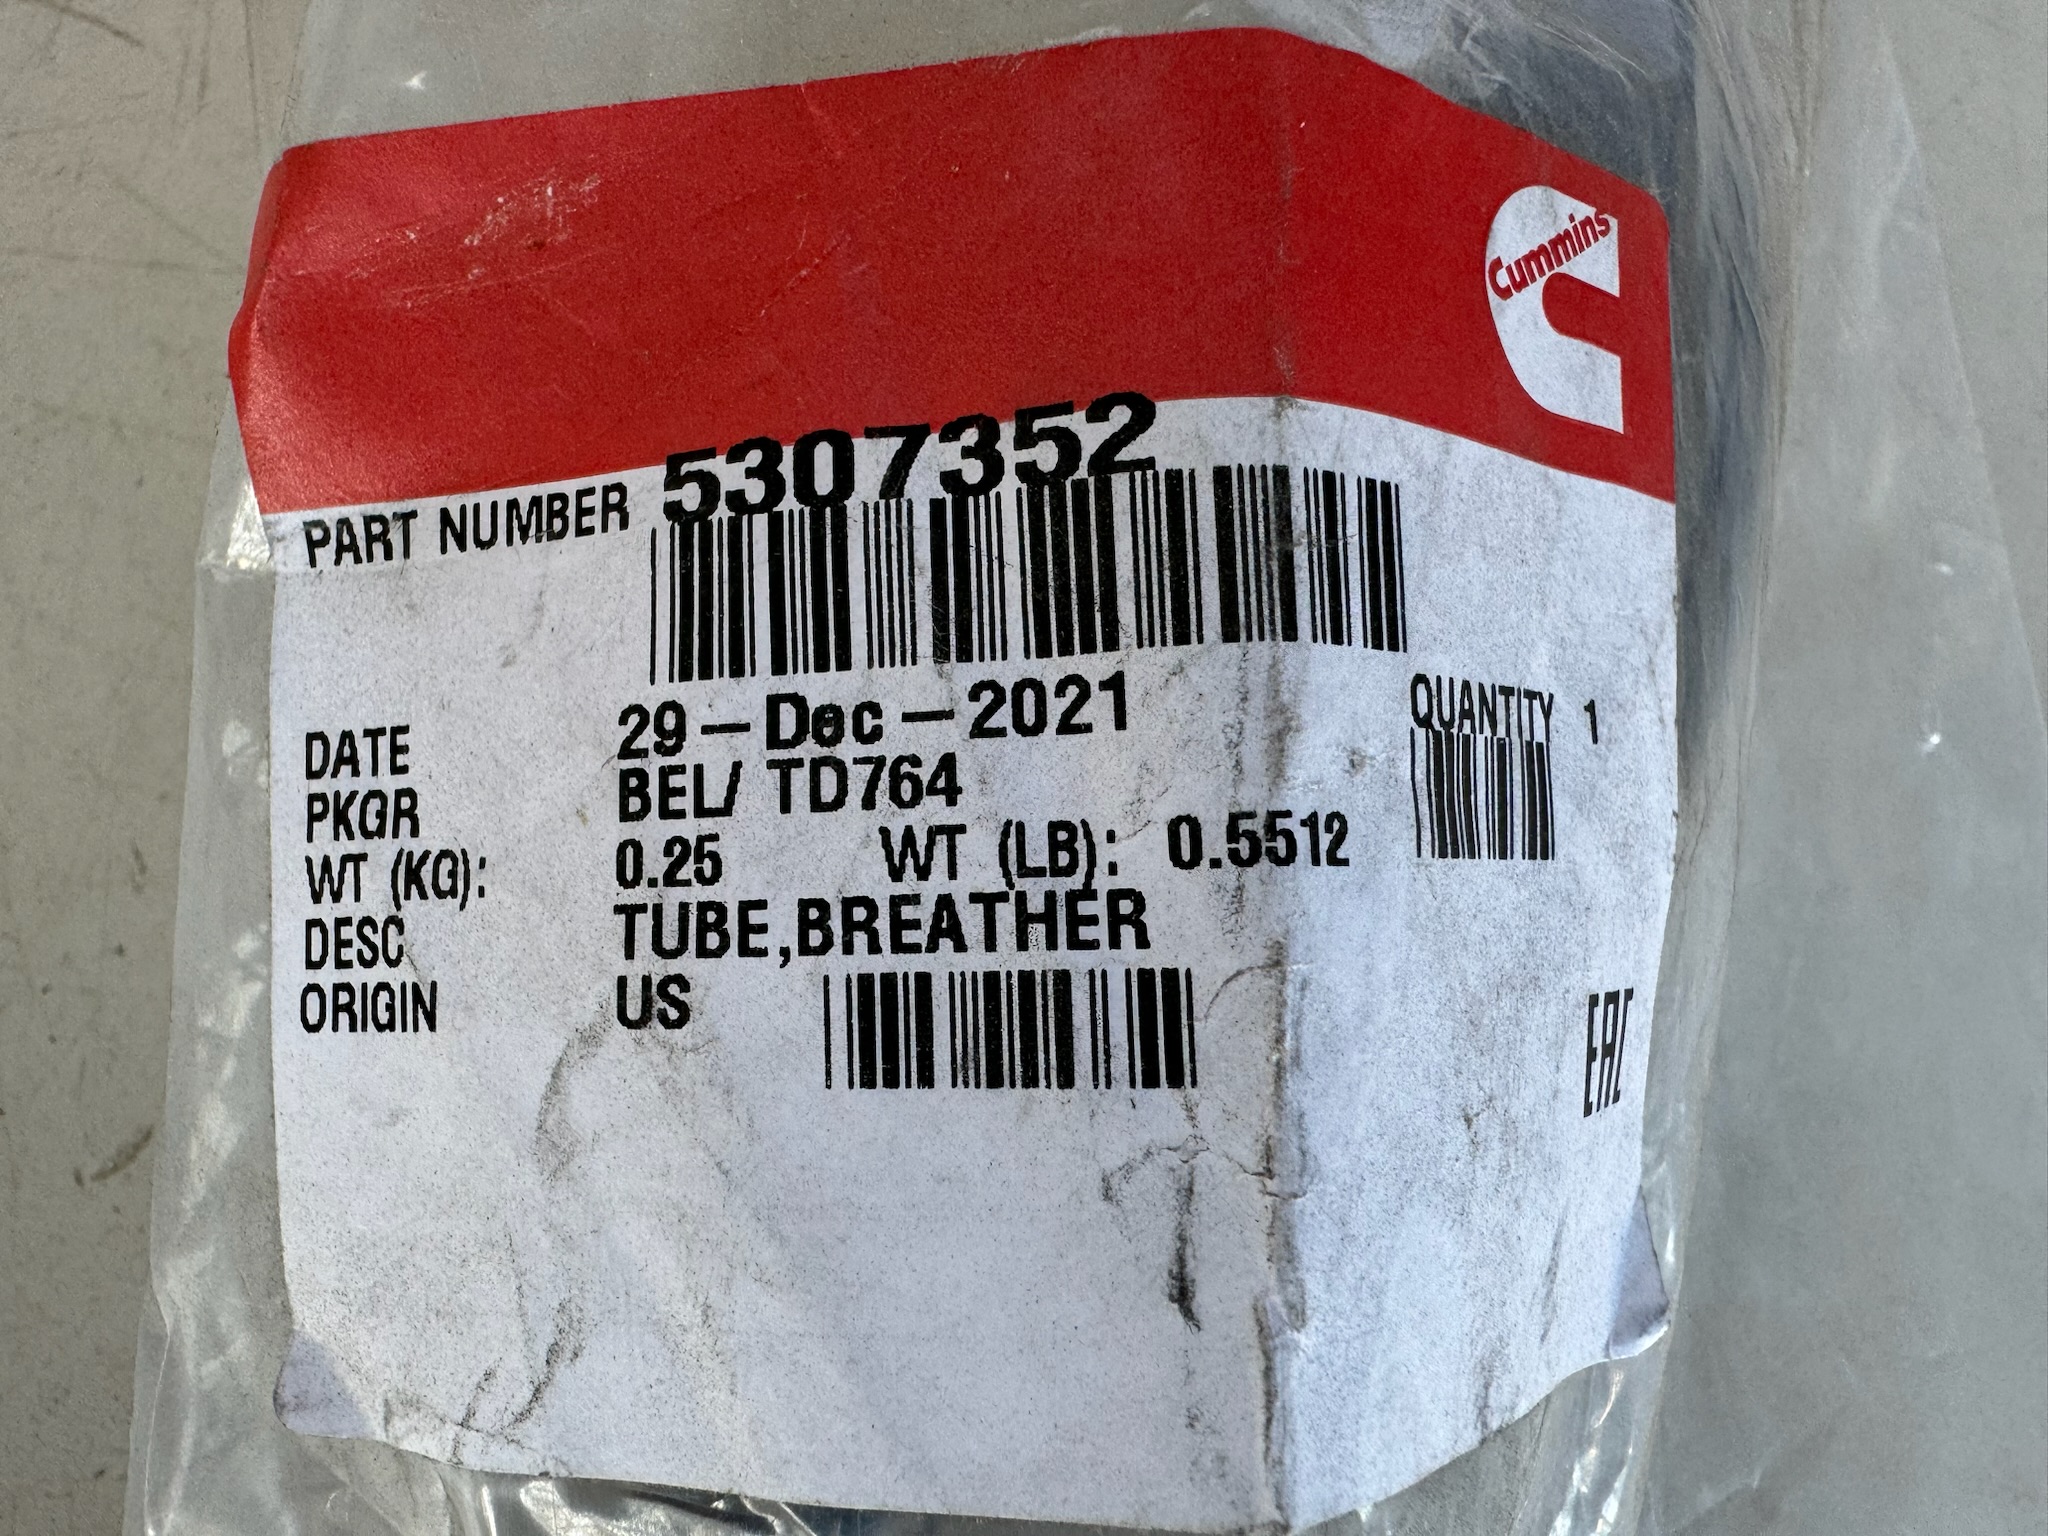 Cummins
PART NUMBER 5307352
DATE 29-Dec-2021
QUANTITY 1
PKGR BEL/ TD764
WT (KG): 0.25 WT (LB): 0.5512
DESC TUBE,BREATHER
ORIGIN US
EAC